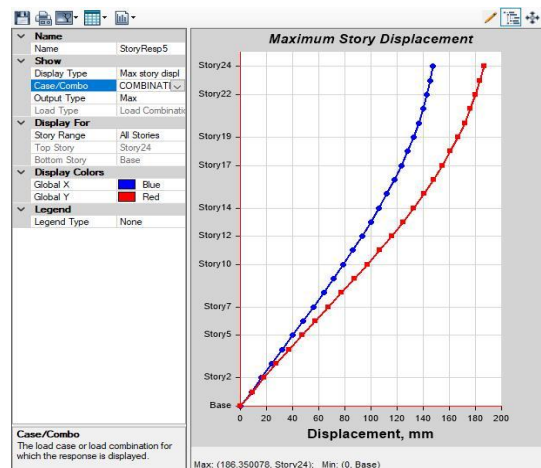 Name
Name StoryResp5
Show
Display Type Max story displ
Case/Combo COMBINATI
Output Type Max
Load Type Load Combinatic
Display For
Story Range All Stories
Top Story Story24
Bottom Story Base
Display Colors
Global X Blue
Global Y Red
Legend
Legend Type None
Case/Combo
The load case or load combination for
which the response is displayed.
Maximum Story Displacement
Story24
Story22
Story19
Story17
Story14
Story12
Story10
Story7
Story5
Story2
Base
0 20 40 60 80 100 120 140 160 180 200
Displacement, mm
Max: (186.350078, Story24); Min: (0, Base)